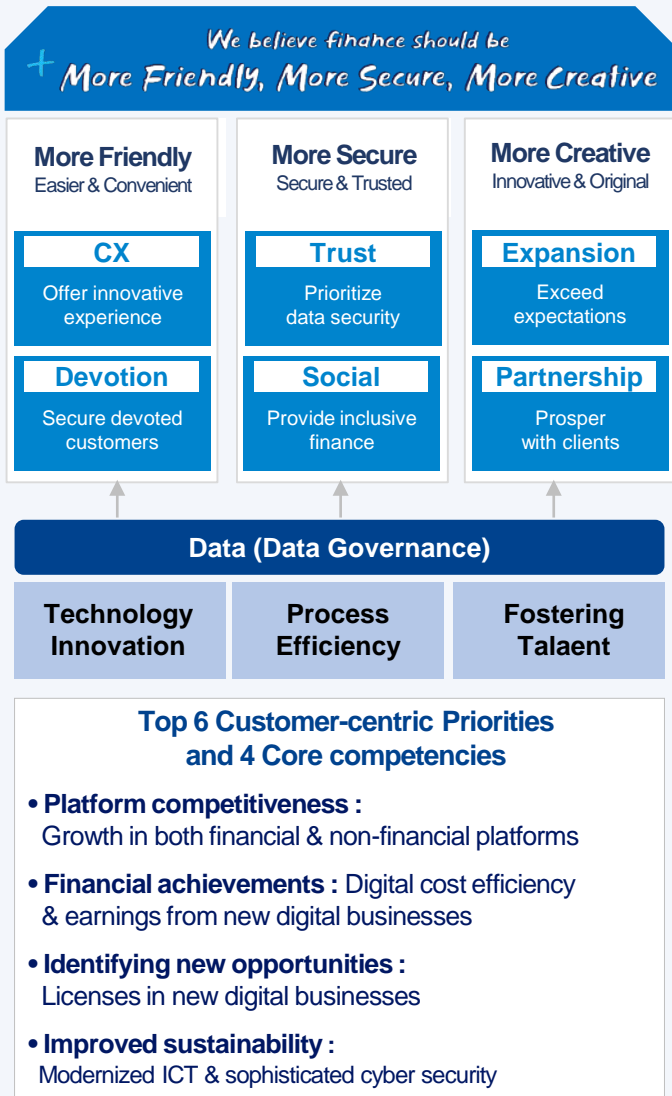 We believe finance should be
+ More Friendly, More Secure, More Creative
More Friendly
Easier & Convenient
CX
Offer innovative
experience
Devotion
Secure devoted
customers
More Secure
Secure & Trusted
Trust
Prioritize
data security
Social
Provide inclusive
finance
More Creative
Innovative & Original
Expansion
Exceed
expectations
Partnership
Prosper
with clients
Data (Data Governance)
Technology
Innovation
Process
Efficiency
Fostering
Talaent
Top 6 Customer-centric Priorities
and 4 Core competencies
• Platform competitiveness :
Growth in both financial & non-financial platforms
• Financial achievements : Digital cost efficiency
& earnings from new digital businesses
• Identifying new opportunities :
Licenses in new digital businesses
• Improved sustainability :
Modernized ICT & sophisticated cyber security